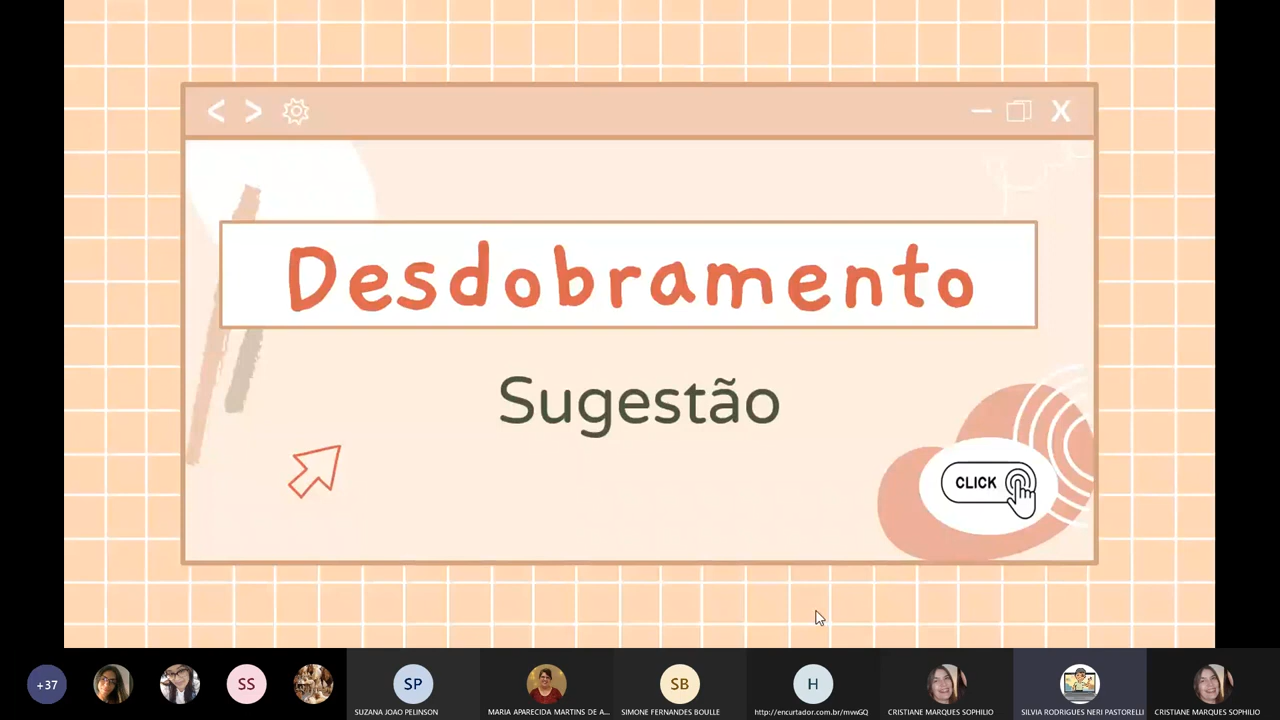 X
Desdobramento
Sugestão
CLICK
+37
SS
SP
SB
H
SUZANA JOAO PELINSON
MARIA APARECIDA MARTINS DE A...
SIMONE FERNANDES BOULLE
http://encurtador.com.br/mvwGQ
CRISTIANE MARQUES SOPHILIO
SILVIA RODRIGUES NERI PASTORELLI
CRISTIANE MARQUES SOPHILIO